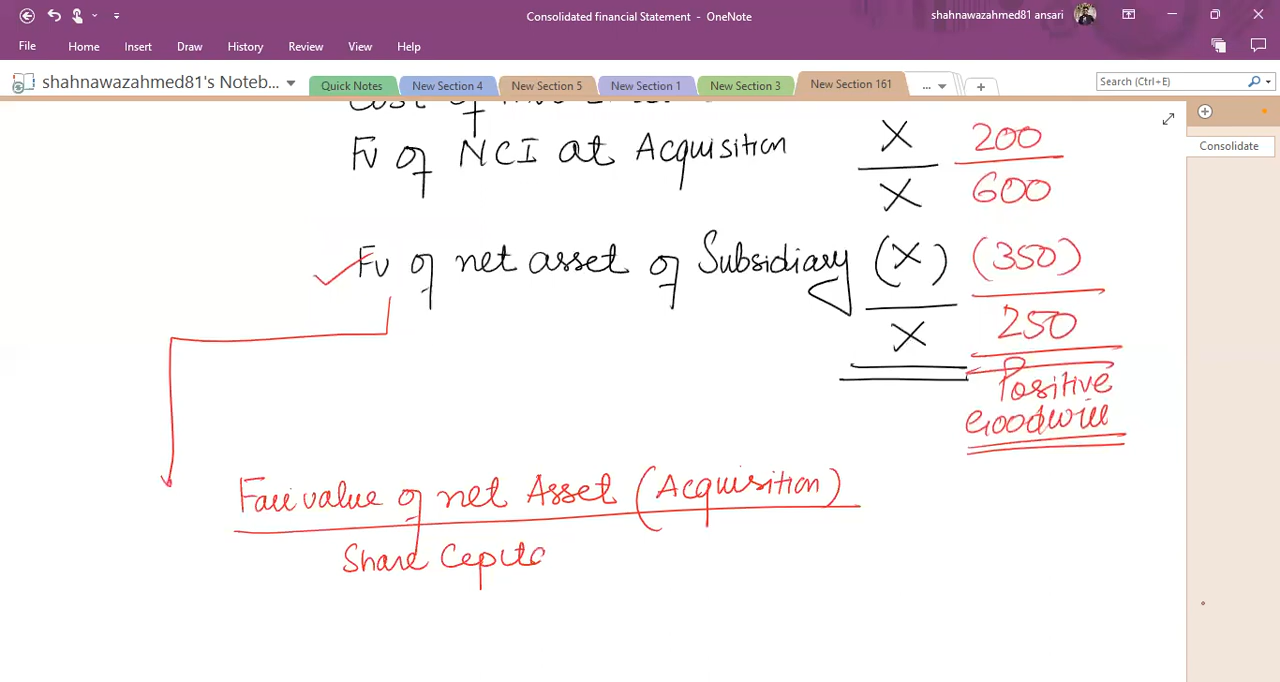 Consolidated financial Statement - OneNote
shahnawazahmed81 ansari
File Home Insert Draw History Review View Help
shahnawazahmed81's Noteb... Quick Notes New Section 4 New Section 5 New Section 1 New Section 3 New Section 161 ... Search (Ctrl+E)
Consolidate
Cost of
FV of NCI at Acquisition X 200
X 600
FV of net asset of Subsidiary (X) (350)
X 250
Positive
Goodwill
Fair value of net Asset (Acquisition)
Share Capita